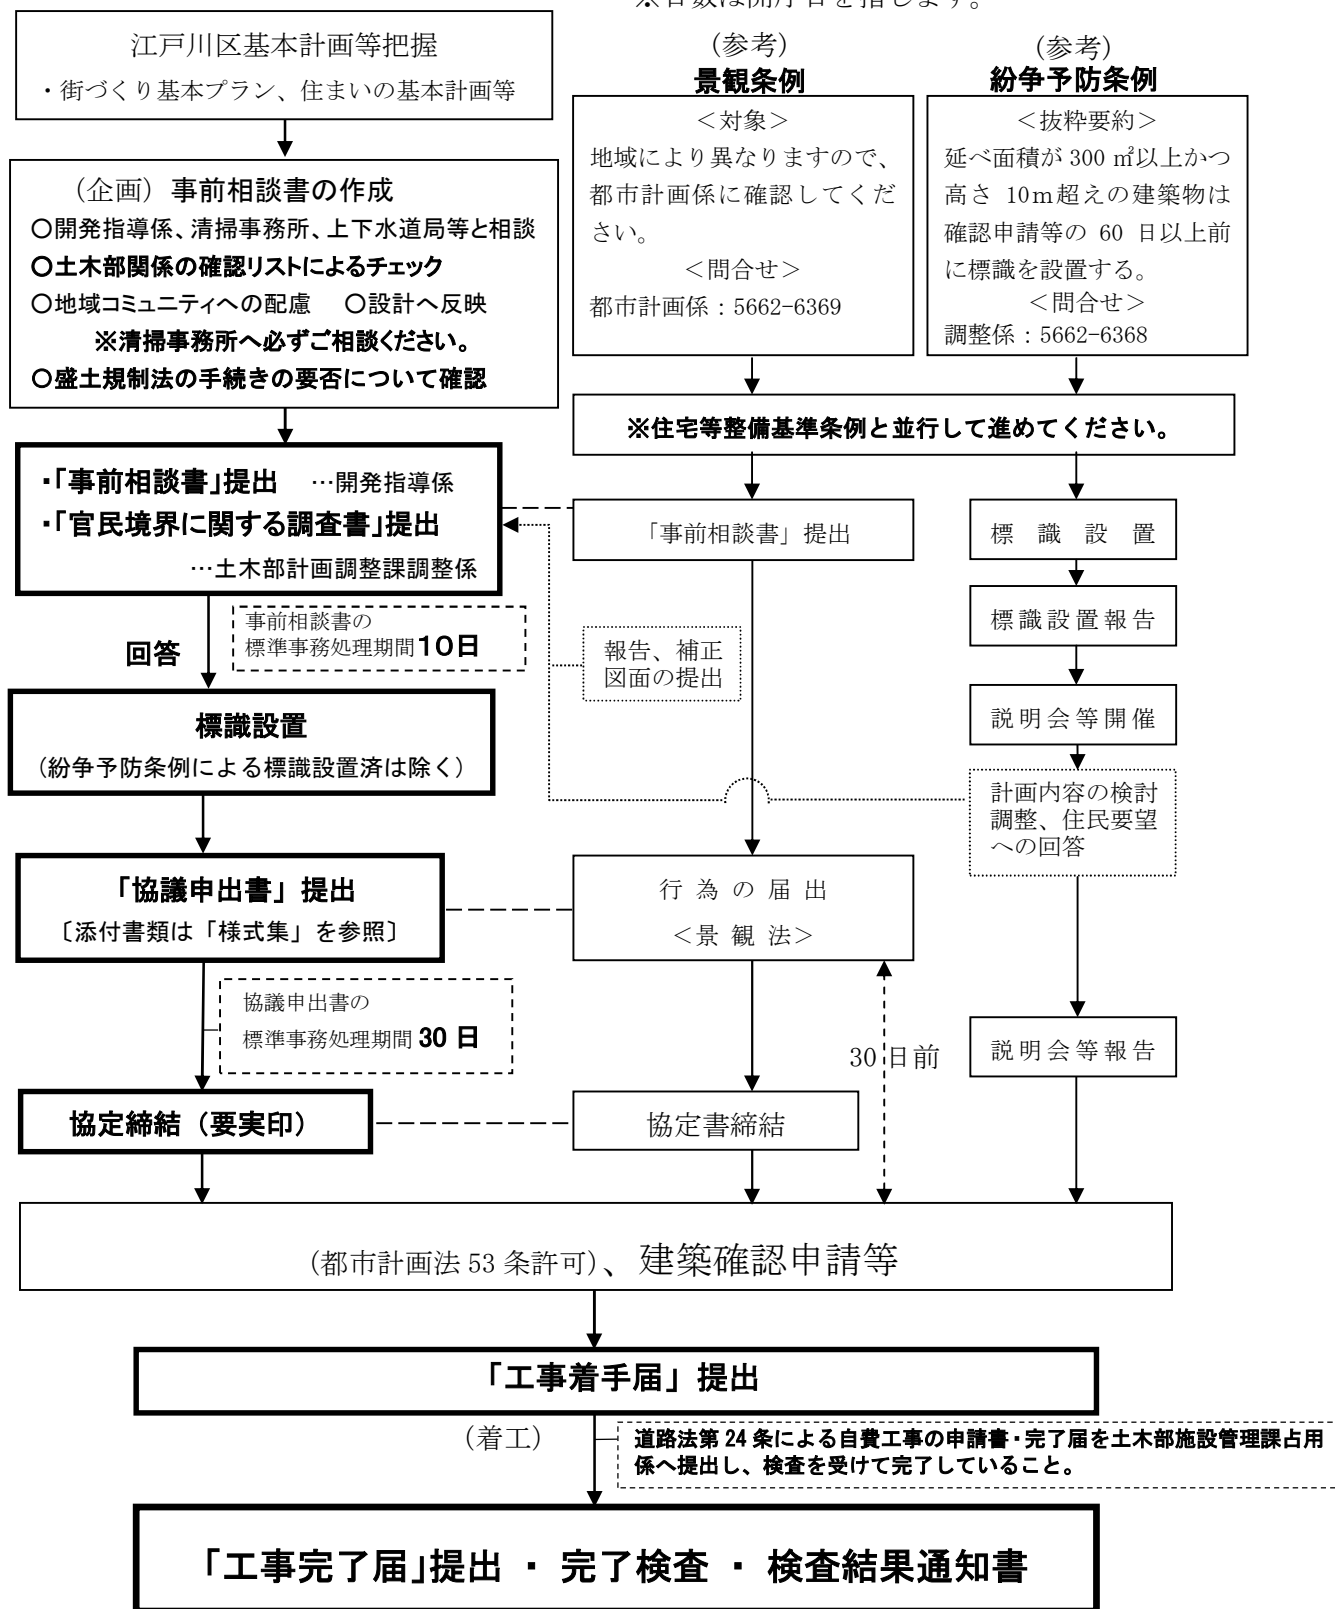 ※日数は開庁日を指します。
江戸川区基本計画等把握
・街づくり基本プラン、住まいの基本計画等
(企画) 事前相談書の作成
○開発指導係、清掃事務所、上下水道局等と相談
○土木部関係の確認リストによるチェック
○地域コミュニティへの配慮 ○設計へ反映
※清掃事務所へ必ずご相談ください。
○盛土規制法の手続きの要否について確認
(参考)
景観条例
＜対象＞
地域により異なりますので、
都市計画係に確認してくだ
さい。
＜問合せ＞
都市計画係：5662-6369
(参考)
紛争予防条例
＜抜粋要約＞
延べ面積が 300 ㎡以上かつ
高さ 10ｍ超えの建築物は
確認申請等の 60 日以上前
に標識を設置する。
＜問合せ＞
調整係：5662-6368
※住宅等整備基準条例と並行して進めてください。
・「事前相談書」提出 …開発指導係
・「官民境界に関する調査書」提出
…土木部計画調整課調整係
「事前相談書」提出
標識設置
標識設置報告
説明会等開催
計画内容の検討
調整、住民要望
への回答
説明会等報告
報告、補正
図面の提出
回答
事前相談書の
標準事務処理期間10日
標識設置
(紛争予防条例による標識設置済は除く)
「協議申出書」提出
〔添付書類は「様式集」を参照〕
行為の届出
＜景観法＞
協議申出書の
標準事務処理期間 30 日
30 日前
協定締結（要実印）
協定書締結
(都市計画法 53 条許可)、建築確認申請等
「工事着手届」提出
(着工)
道路法第 24 条による自費工事の申請書・完了届を土木部施設管理課占用
係へ提出し、検査を受けて完了していること。
「工事完了届」提出 ・ 完了検査 ・ 検査結果通知書